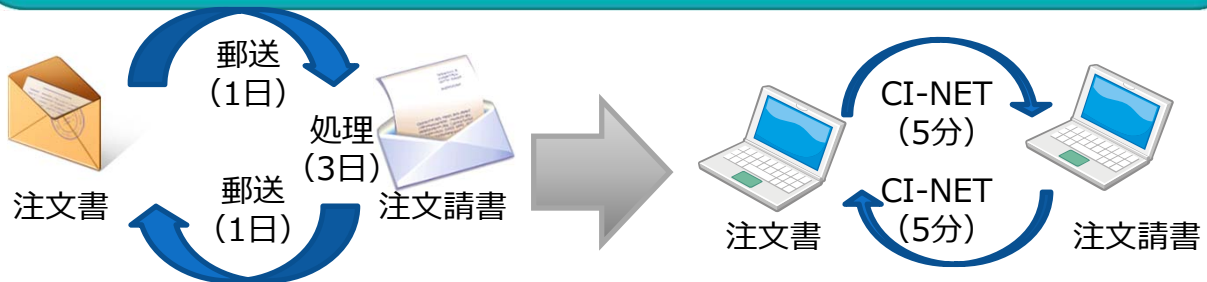 郵送
（1日）
処理
（3日）
郵送
（1日）
注文書
注文請書
CI-NET
（5分）
CI-NET
（5分）
注文書
注文請書